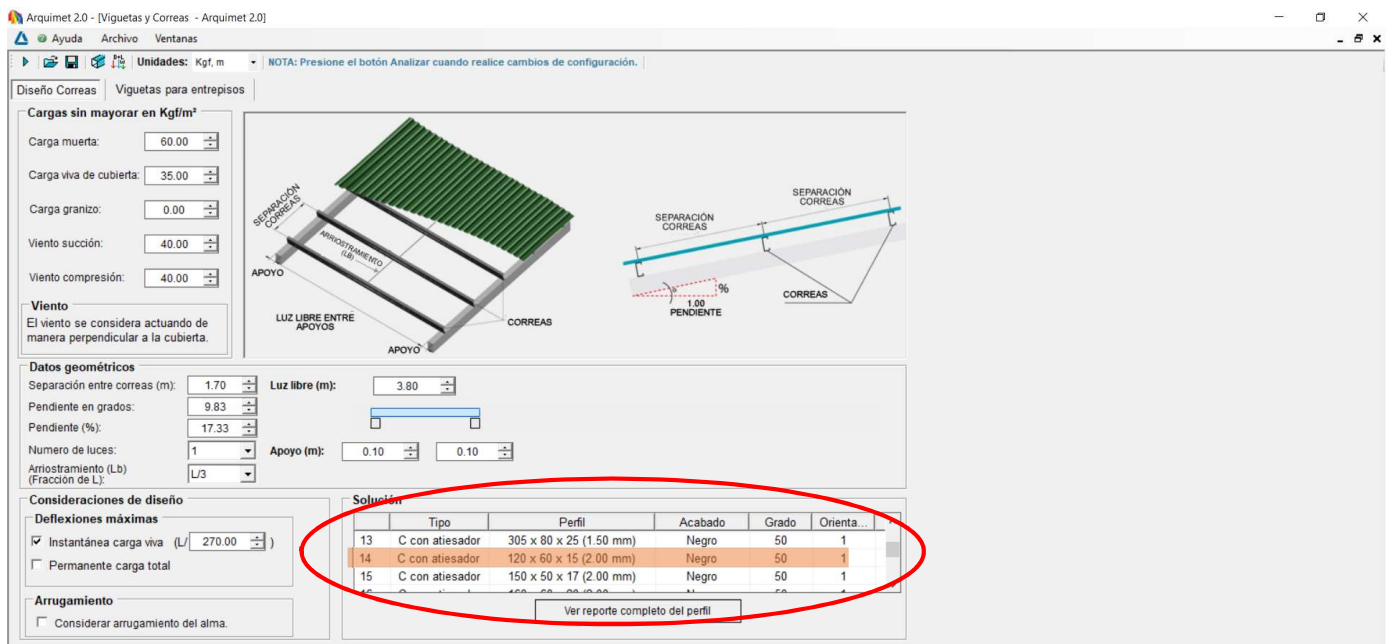 Arquimet 2.0 - [Viguetas y Correas - Arquimet 2.0]
Ayuda Archivo Ventanas
Unidades: Kgf, m NOTA: Presione el botón Analizar cuando realice cambios de configuración.
Diseño Correas Viguetas para entrepisos
Cargas sin mayorar en Kgf/m²
Carga muerta: 60.00
Carga viva de cubierta: 35.00
Carga granizo: 0.00
Viento succión: 40.00
Viento compresión: 40.00
Viento
El viento se considera actuando de
manera perpendicular a la cubierta.
SEPARACIÓN
CORREAS
ARRIOSTRAMIENTO
(LB)
APOYO
LUZ LIBRE ENTRE
APOYOS
CORREAS
APOYO
SEPARACIÓN
CORREAS
SEPARACIÓN
CORREAS
%
1.00
PENDIENTE
CORREAS
Datos geométricos
Separación entre correas (m): 1.70 Luz libre (m): 3.80
Pendiente en grados: 9.83
Pendiente (%): 17.33
Numero de luces: 1 Apoyo (m): 0.10 0.10
Arriostramiento (Lb)
(Fracción de L): L/3
Consideraciones de diseño
Deflexiones máximas
Instantánea carga viva (L/ 270.00 )
Permanente carga total
Arrugamiento
Considerar arrugamiento del alma.
Solución
Tipo Perfil Acabado Grado Orienta...
13 C con atiesador 305 x 80 x 25 (1.50 mm) Negro 50 1
14 C con atiesador 120 x 60 x 15 (2.00 mm) Negro 50 1
15 C con atiesador 150 x 50 x 17 (2.00 mm) Negro 50 1
Ver reporte completo del perfil